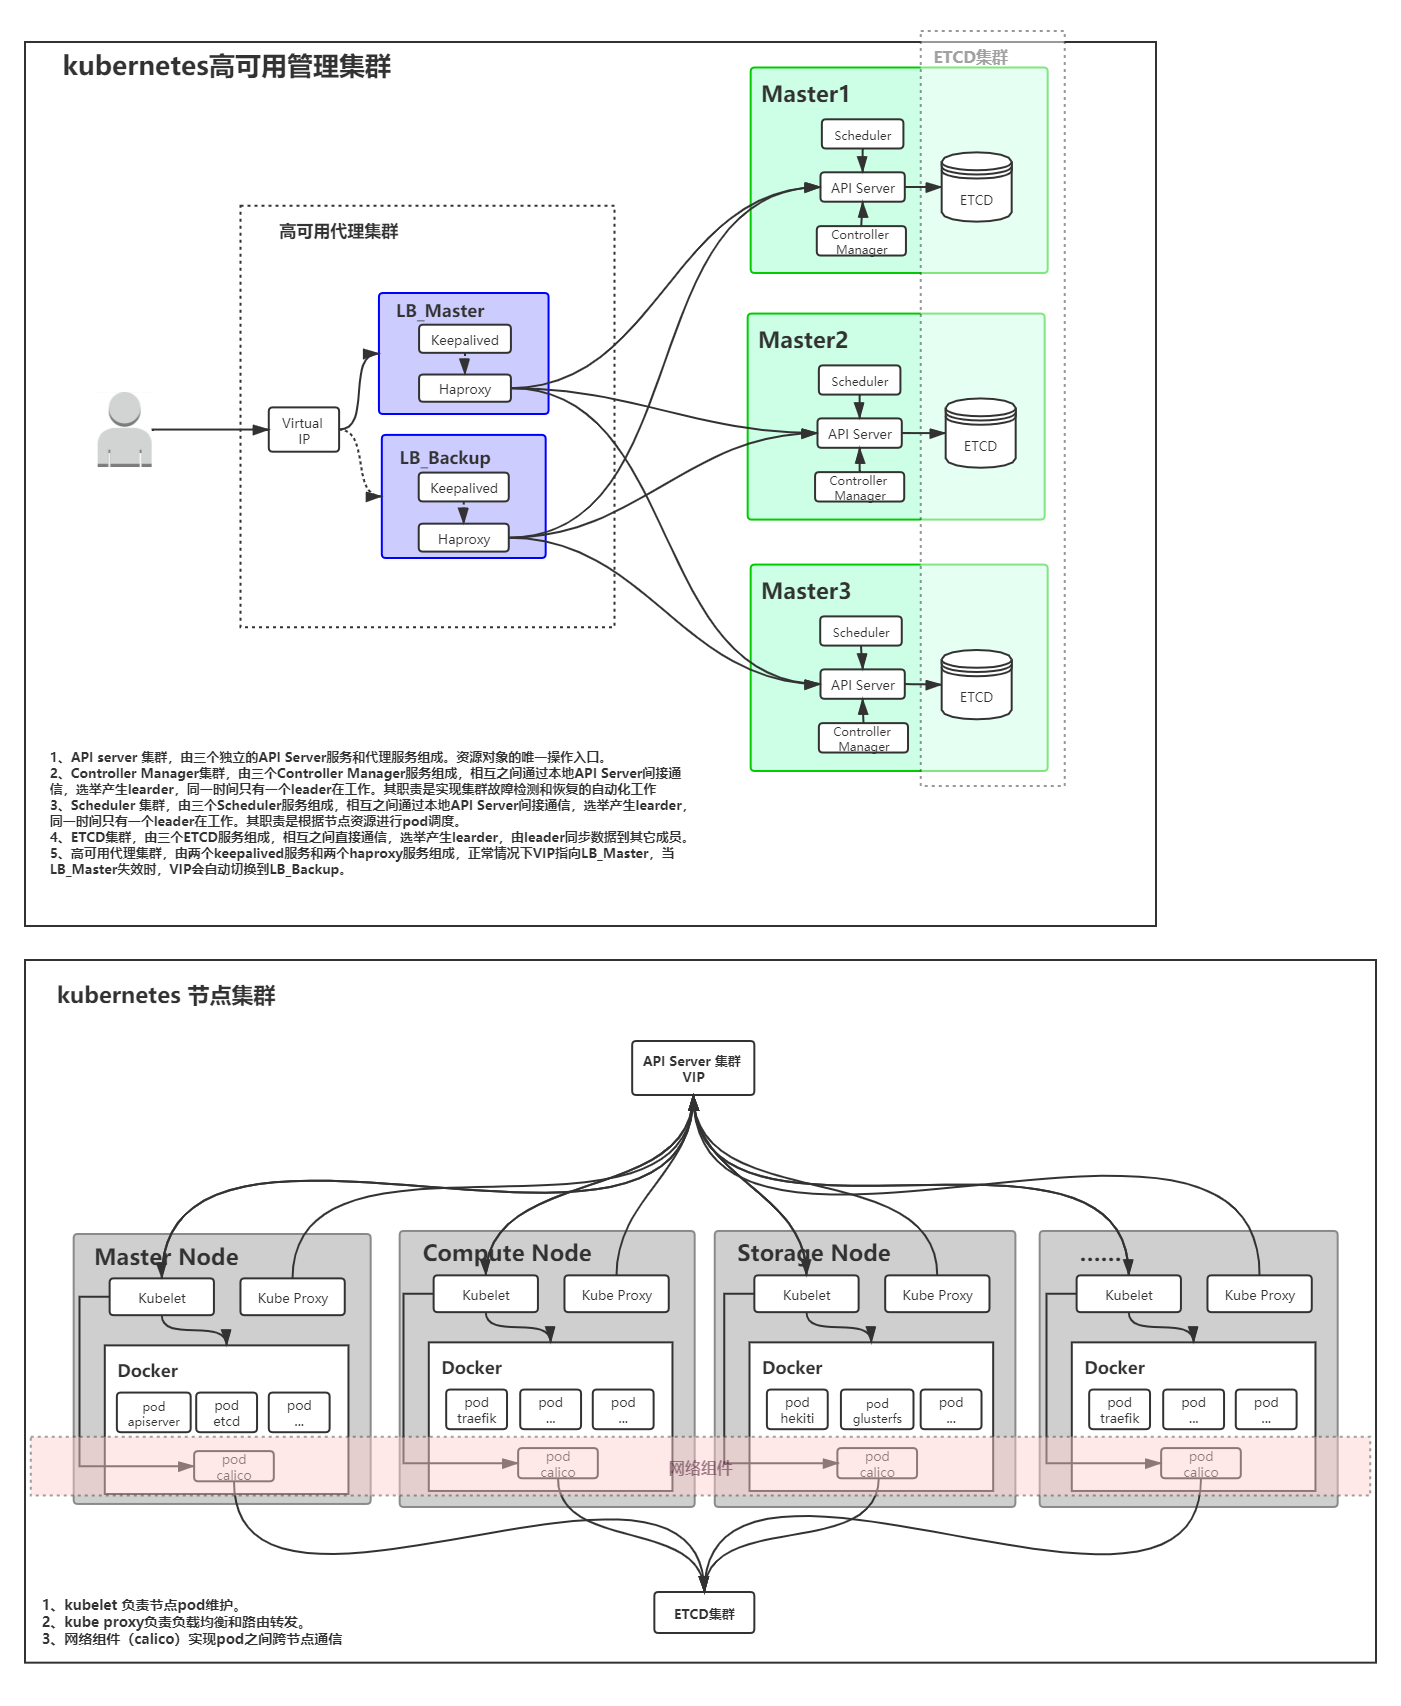 kubernetes高可用管理集群
ETCD集群
Master1
Scheduler
API Server
ETCD
Controller
Manager
高可用代理集群
LB_Master
Keepalived
Haproxy
Virtual
IP
LB_Backup
Keepalived
Haproxy
Master2
Scheduler
API Server
ETCD
Controller
Manager
Master3
Scheduler
API Server
ETCD
Controller
Manager
1、API server 集群，由三个独立的API Server服务和代理服务组成。资源对象的唯一操作入口。
2、Controller Manager集群，由三个Controller Manager服务组成，相互之间通过本地API Server间接通
信，选举产生learder，同一时间只有一个leader在工作。其职责是实现集群故障检测和恢复的自动化工作
3、Scheduler 集群，由三个Scheduler服务组成，相互之间通过本地API Server间接通信，选举产生learder，
同一时间只有一个leader在工作。其职责是根据节点资源进行pod调度。
4、ETCD集群，由三个ETCD服务组成，相互之间直接通信，选举产生learder，由leader同步数据到其它成员。
5、高可用代理集群，由两个keepalived服务和两个haproxy服务组成，正常情况下VIP指向LB_Master，当
LB_Master失效时，VIP会自动切换到LB_Backup。
kubernetes 节点集群
API Server 集群
VIP
Master Node
Kubelet
Kube Proxy
Docker
pod
apiserver
pod
etcd
pod
...
pod
calico
Compute Node
Kubelet
Kube Proxy
Docker
pod
traefik
pod
...
pod
...
pod
calico
网络组件
Storage Node
Kubelet
Kube Proxy
Docker
pod
hekiti
pod
glusterfs
pod
...
pod
calico
......
Kubelet
Kube Proxy
Docker
pod
traefik
pod
...
pod
...
pod
calico
ETCD集群
1、kubelet 负责节点pod维护。
2、kube proxy负责负载均衡和路由转发。
3、网络组件（calico）实现pod之间跨节点通信